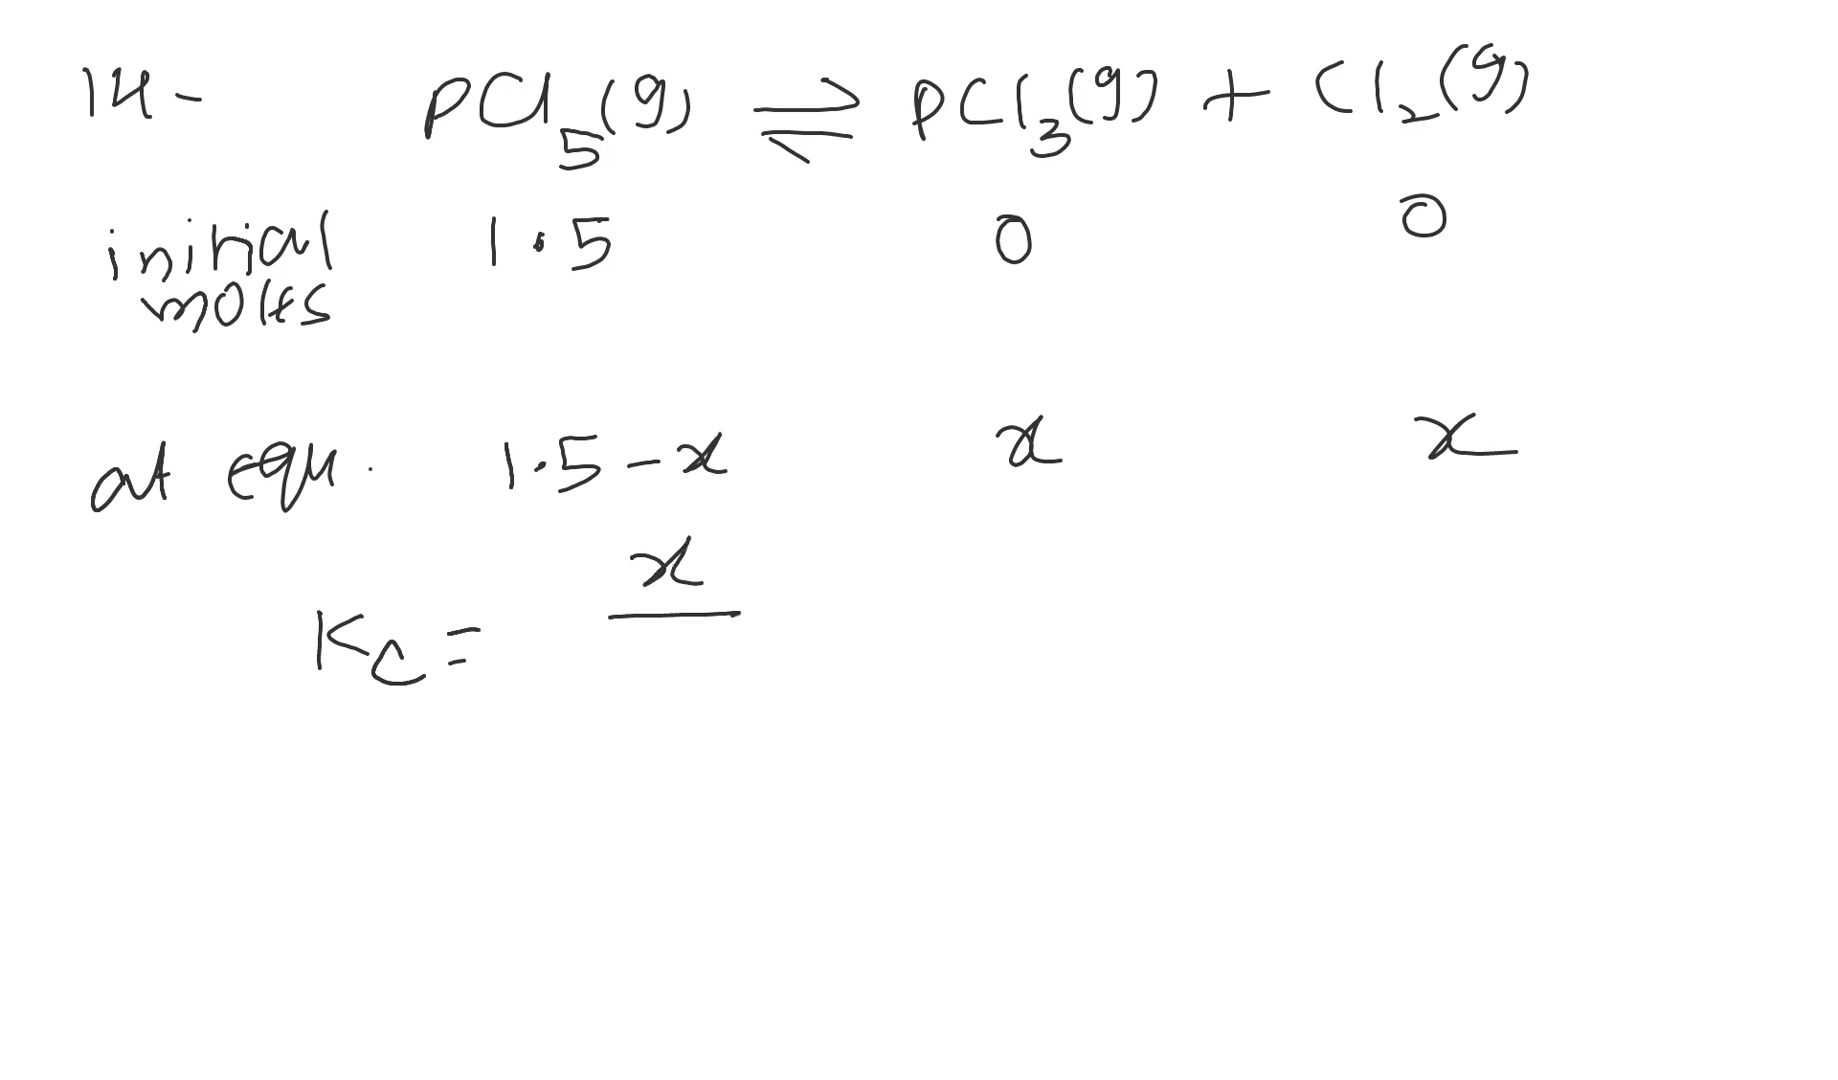 14- PCl₅(g) ⇌ PCl₃(g) + Cl₂(g)
initial 1.5 0 0
moles
at equ. 1.5-x x x
x
Kc=